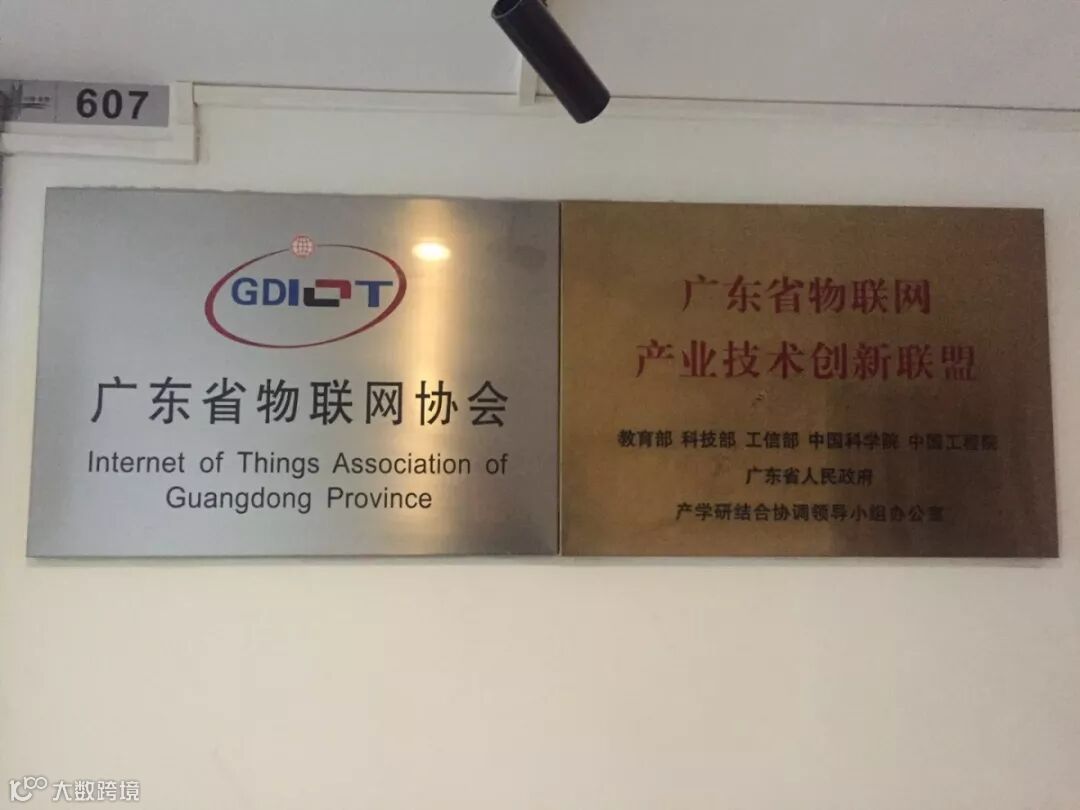 607
GDIOT
广东省物联网协会
Internet of Things Association of
Guangdong Province
广东省物联网
产业技术创新联盟
教育部 科技部 工信部 中国科学院 中国工程院
广东省人民政府
产学研结合协调领导小组办公室
大数跨境